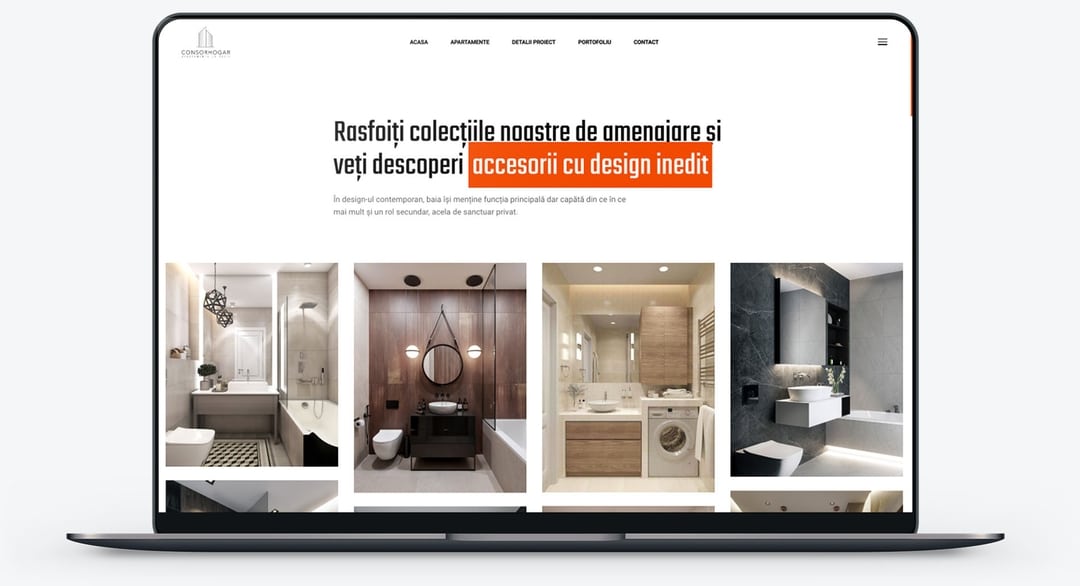 CONSORHOGAR
ACASA
APARTAMENTE
DETALII PROIECT
PORTOFOLIU
CONTACT
Rasfoiți colecțiile noastre de amenajare si
veți descoperi accesorii cu design inedit
În design-ul contemporan, baia își menține funcția principală dar capătă din ce în ce
mai mult și un rol secundar, acela de sanctuar privat.